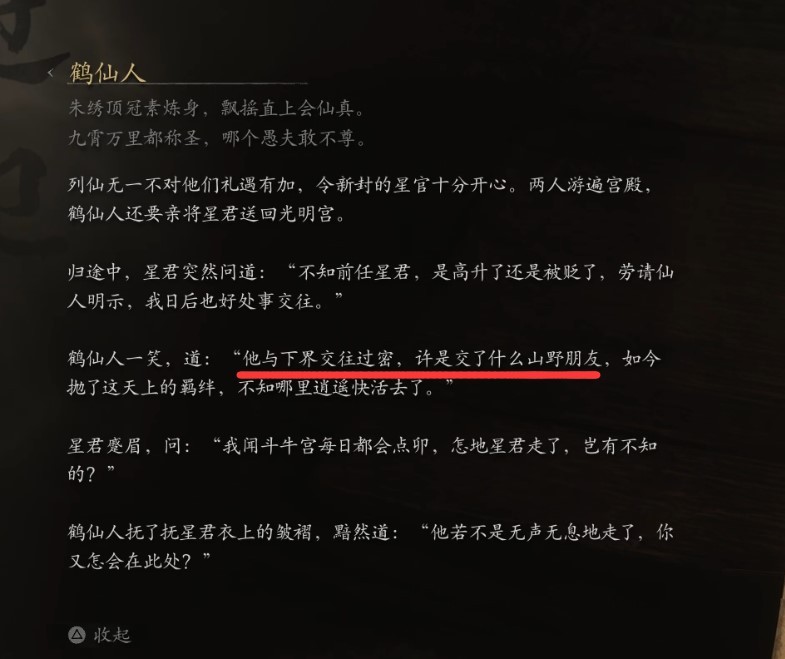 鹤仙人
朱绣顶冠素炼身，飘摇直上会仙真。
九霄万里都称圣，哪个愚夫敢不尊。
列仙无一不对他们礼遇有加，令新封的星官十分开心。两人游遍宫殿，
鹤仙人还要亲将星君送回光明宫。
归途中，星君突然问道：“不知前任星君，是高升了还是被贬了，劳请仙
人明示，我日后也好处事交往。”
鹤仙人一笑，道：“他与下界交往过密，许是交了什么山野朋友，如今
抛了这天上的羁绊，不知哪里逍遥快活去了。”
星君蹙眉，问：“我闻斗牛宫每日都会点卯，怎地星君走了，岂有不知
的？”
鹤仙人抚了抚星君衣上的皱褶，黯然道：“他若不是无声无息地走了，你
又怎会在此处？”
收起